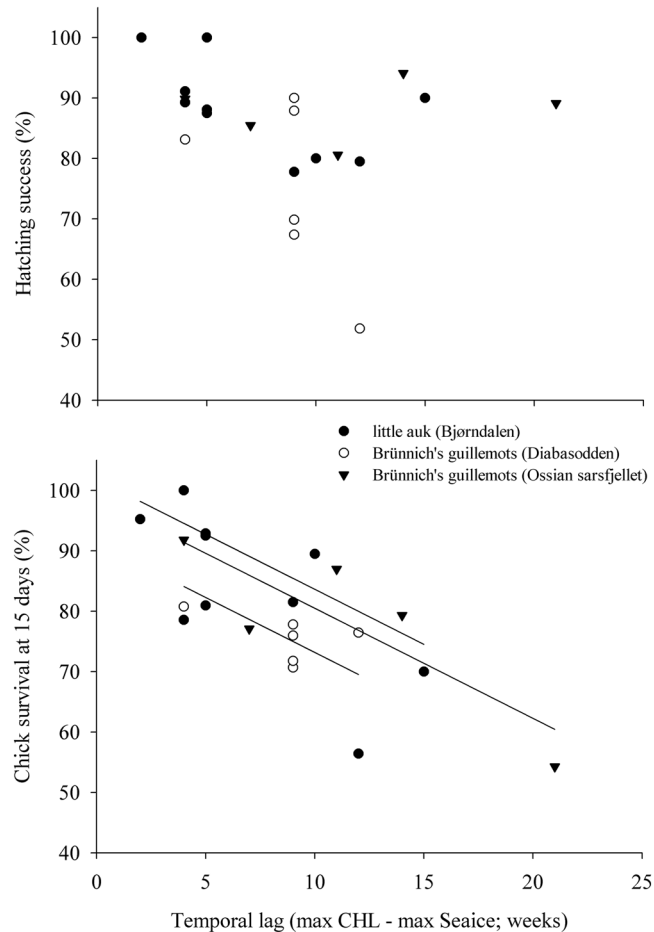 Hatching success (%)
100
90
80
70
60
50
40
little auk (Bjørndalen)
Brünnich's guillemots (Diabasodden)
Brünnich's guillemots (Ossian sarsfjellet)
Chick survival at 15 days (%)
100
90
80
70
60
50
40
0 5 10 15 20 25
Temporal lag (max CHL - max Seaice; weeks)